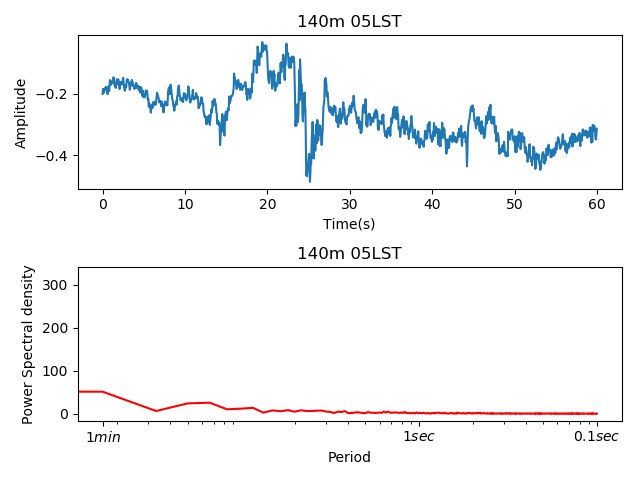 140m 05LST
Amplitude
−0.2
−0.4
0 10 20 30 40 50 60
Time(s)
140m 05LST
Power Spectral density
300
200
100
0
1min 1sec 0.1sec
Period